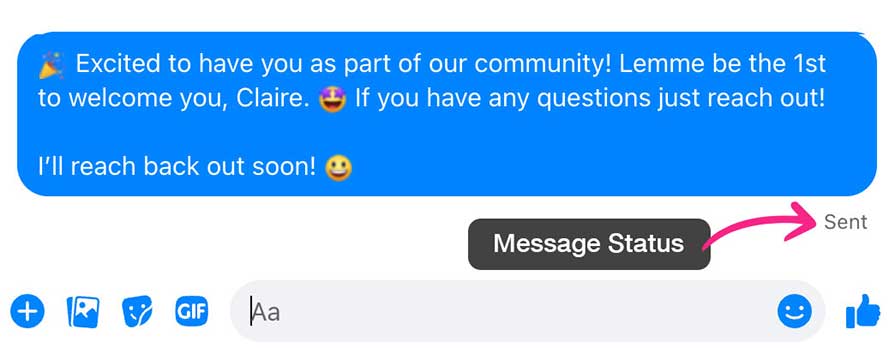 🎉 Excited to have you as part of our community! Lemme be the 1st
to welcome you, Claire. 🤩 If you have any questions just reach out!
I’ll reach back out soon! 😀
Sent
Message Status
GIF
Aa